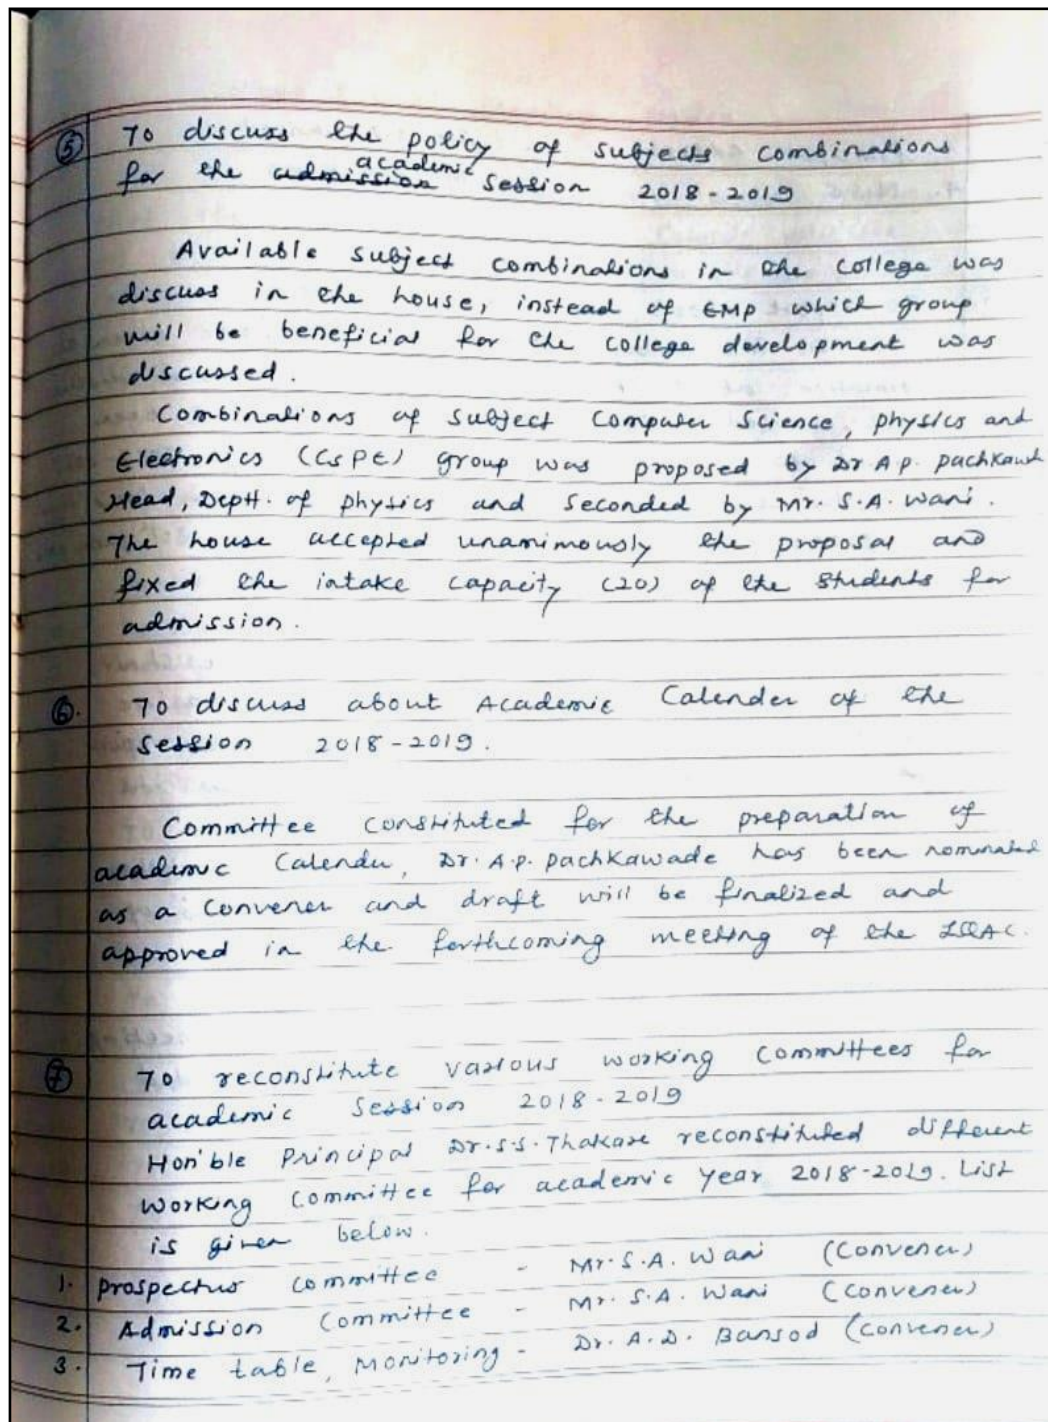 ⑤ To discuss the policy of subjects combinations
academic
for the admission session 2018-2019
Available subject combinations in the college was
discuss in the house, instead of EMP which group
will be beneficial for the college development was
discussed.
Combinations of subject Computer Science, physics and
Electronics (CsPE) group was proposed by Dr A.P. pachkawade
Head, Deptt. of physics and seconded by Mr. S.A. Wani.
The house accepted unanimously the proposal and
fixed the intake capacity (20) of the students for
admission.
⑥. To discuss about Academic Calender of the
session 2018-2019.
Committee constituted for the preparation of
academic Calender, Dr. A.P. pachkawade has been nominated
as a convener and draft will be finalized and
approved in the forthcoming meeting of the IQAC.
⑦ To reconstitute various working committees for
academic session 2018-2019
Hon'ble Principal Dr. S.S. Thakare reconstituted different
working committee for academic year 2018-2019. List
is given below.
1. prospectus committee - Mr. S.A. Wani (Convener)
2. Admission Committee - Mr. S.A. Wani (convener)
3. Time table, Monitoring - Dr. A.D. Bansod (convener)